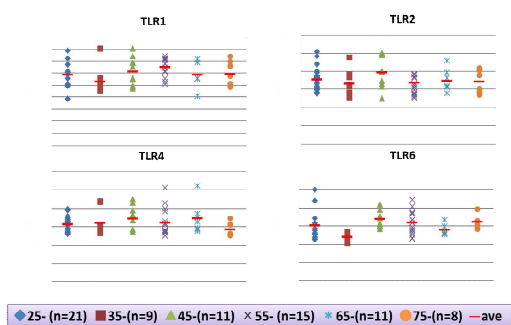 TLR1
TLR2
TLR4
TLR6
25- (n=21) 35-(n=9) 45-(n=11) 55- (n=15) 65-(n=11) 75-(n=8) ave